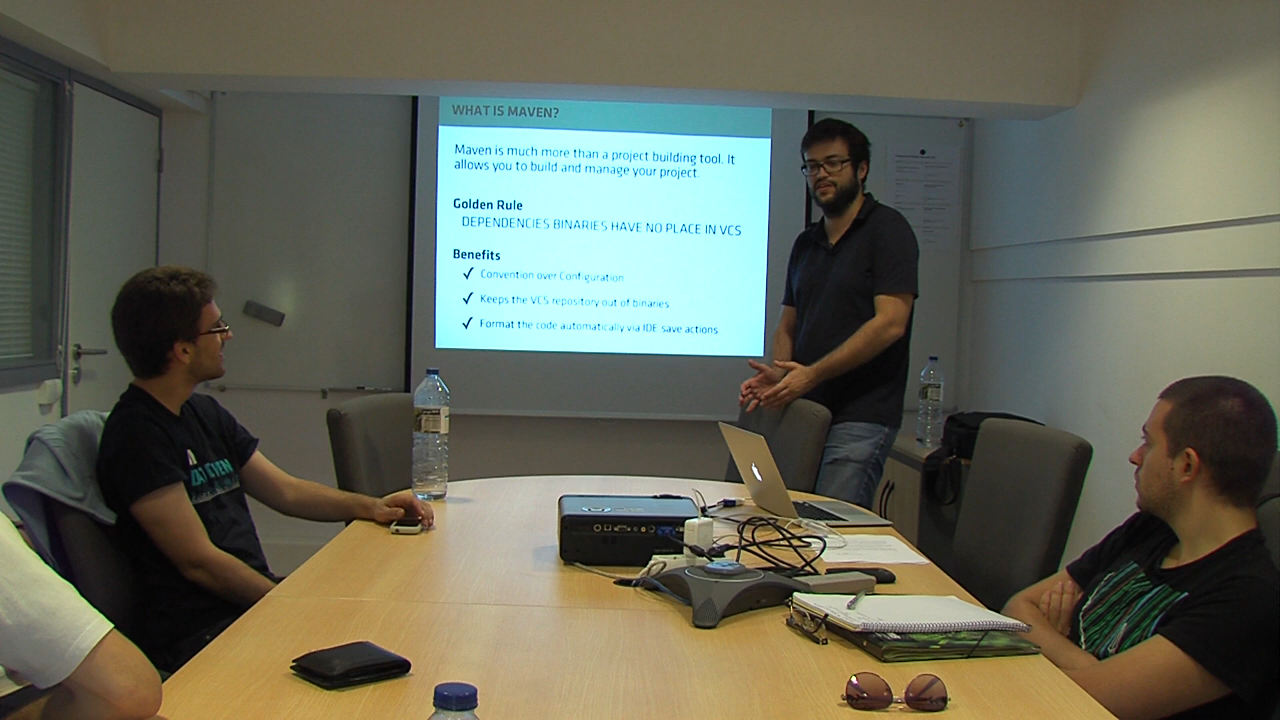 WHAT IS MAVEN?
Maven is much more than a project building tool. It
allows you to build and manage your project.
Golden Rule
DEPENDENCIES BINARIES HAVE NO PLACE IN VCS
Benefits
✓ Convention over Configuration
✓ Keeps the VCS repository out of binaries
✓ Format the code automatically via IDE save actions